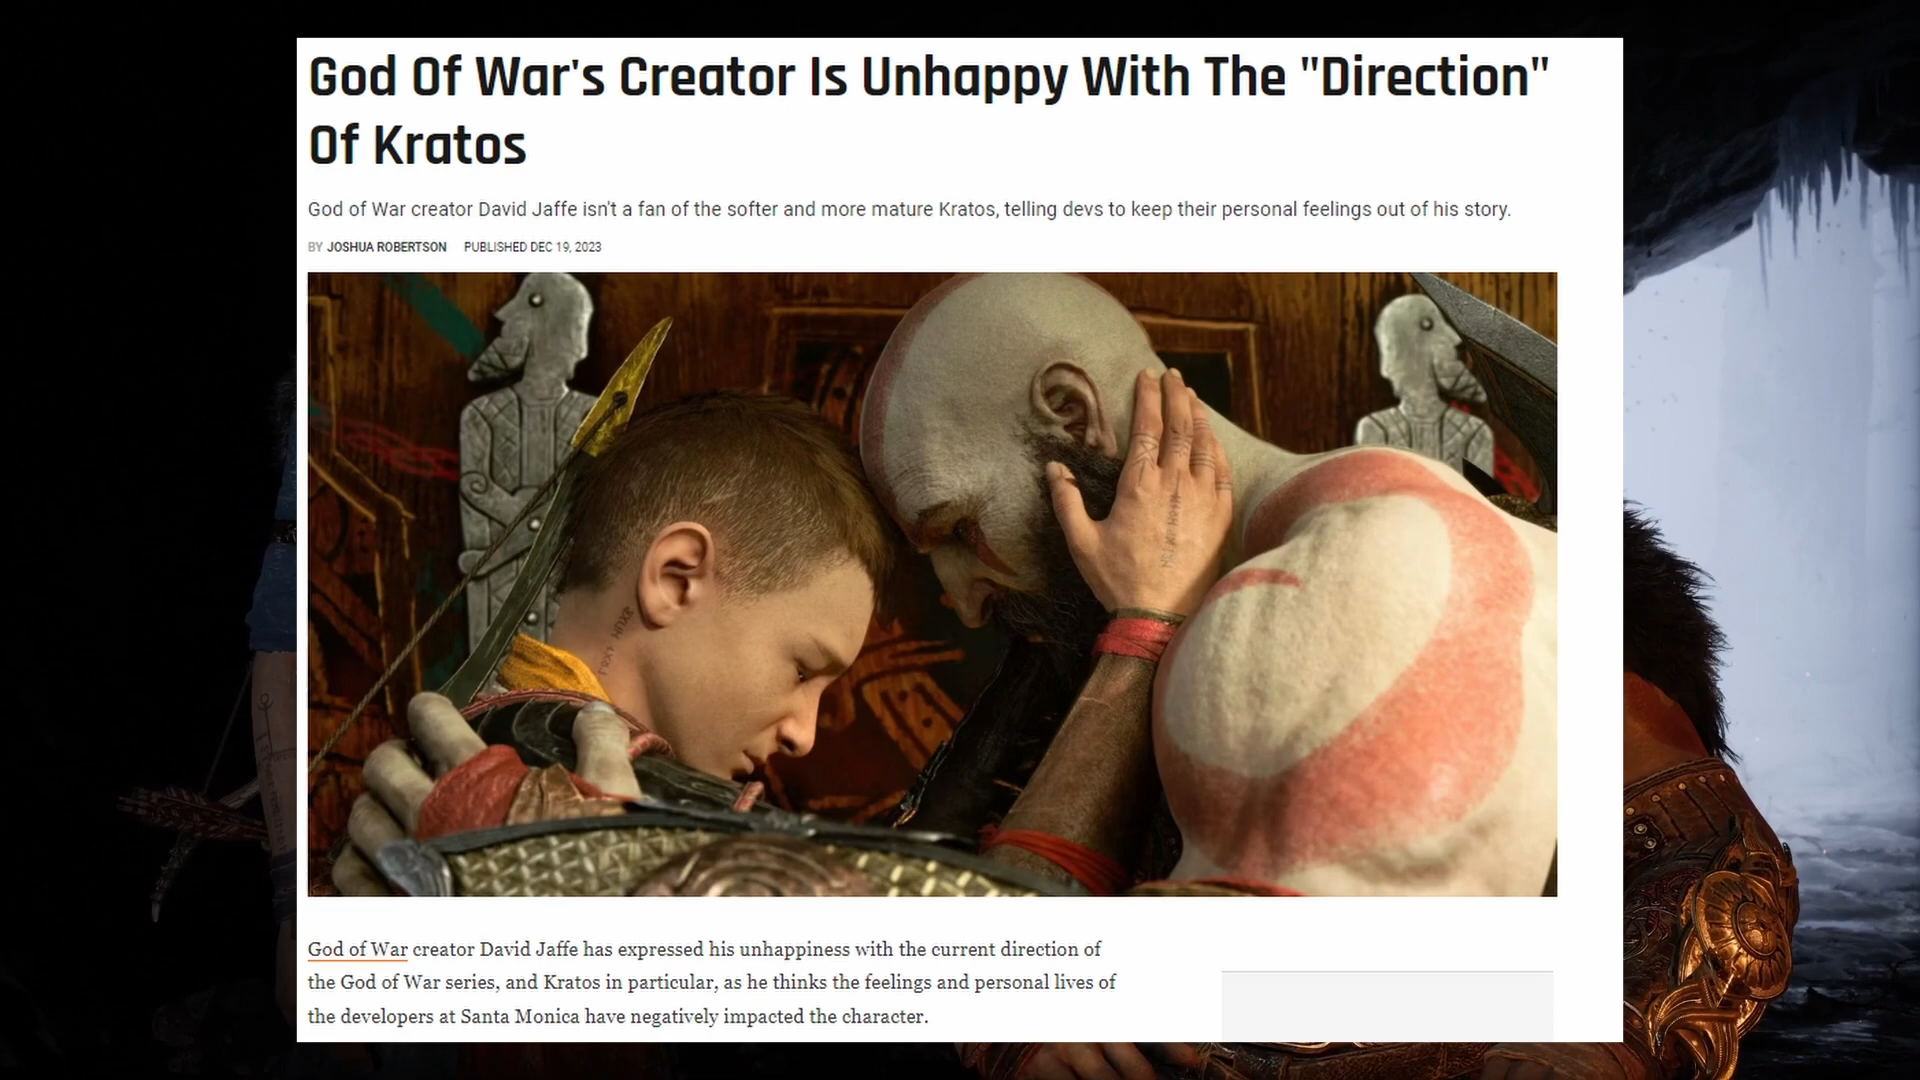 God Of War's Creator Is Unhappy With The "Direction"
Of Kratos
God of War creator David Jaffe isn't a fan of the softer and more mature Kratos, telling devs to keep their personal feelings out of his story.
BY JOSHUA ROBERTSON PUBLISHED DEC 19, 2023
God of War creator David Jaffe has expressed his unhappiness with the current direction of
the God of War series, and Kratos in particular, as he thinks the feelings and personal lives of
the developers at Santa Monica have negatively impacted the character.